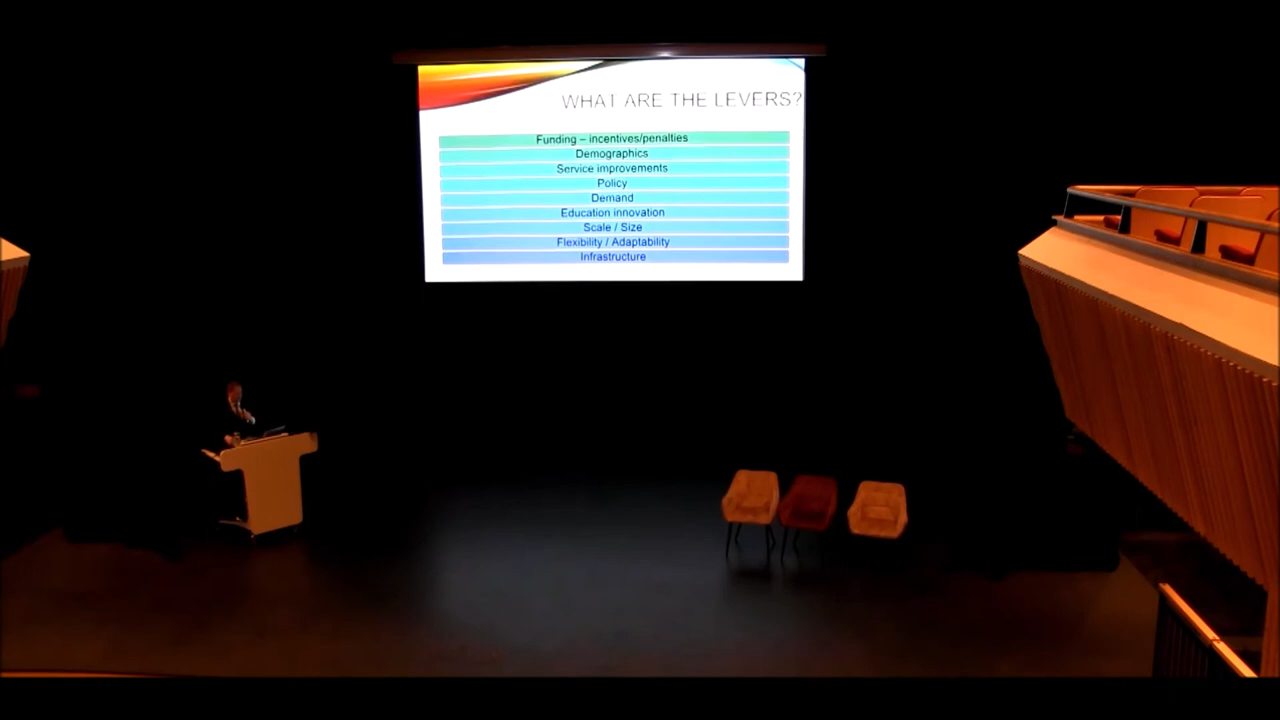 WHAT ARE THE LEVERS?
Funding – incentives/penalties
Demographics
Service improvements
Policy
Demand
Education innovation
Scale / Size
Flexibility / Adaptability
Infrastructure